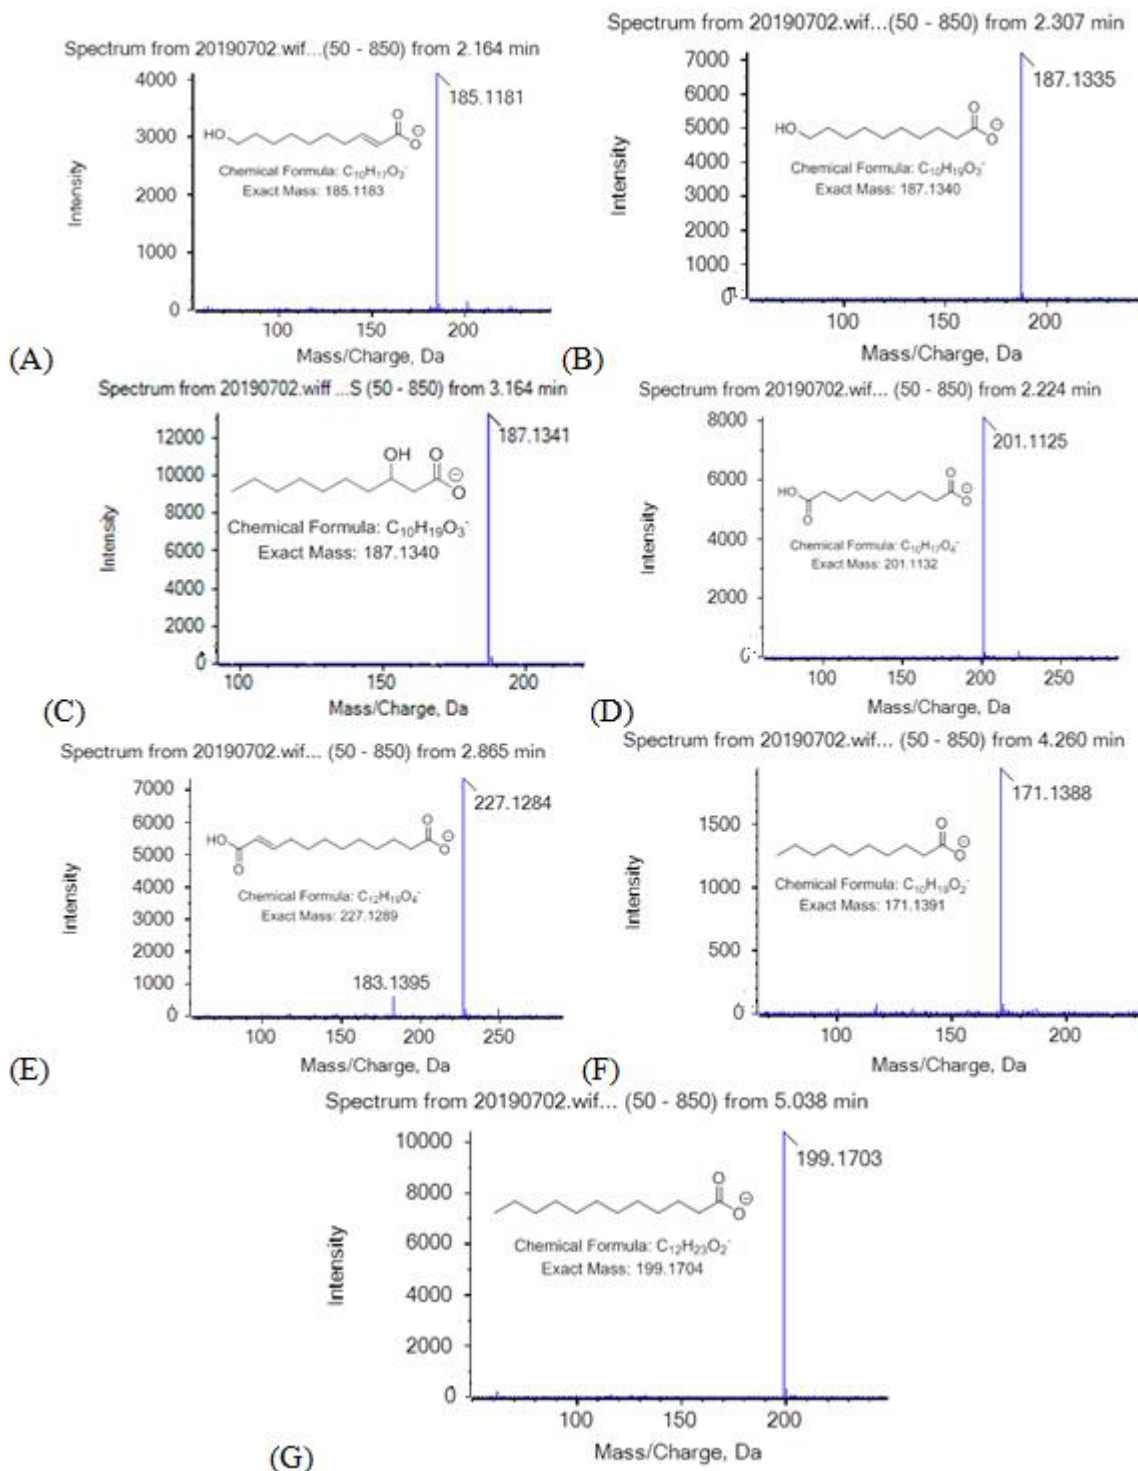 Spectrum from 20190702.wif...(50 - 850) from 2.164 min
4000
3000
2000
1000
0
Intensity
185.1181
HO
O
O
Chemical Formula: C10H17O3-
Exact Mass: 185.1183
100 150 200
Mass/Charge, Da
(A)
Spectrum from 20190702.wif...(50 - 850) from 2.307 min
7000
6000
5000
4000
3000
2000
1000
0
Intensity
187.1335
HO
O
O
Chemical Formula: C10H19O3-
Exact Mass: 187.1340
100 150 200
Mass/Charge, Da
(B)
Spectrum from 20190702.wiff ...S (50 - 850) from 3.164 min
12000
10000
8000
6000
4000
2000
0
Intensity
187.1341
OH O
O
Chemical Formula: C10H19O3-
Exact Mass: 187.1340
100 150 200
Mass/Charge, Da
(C)
Spectrum from 20190702.wif... (50 - 850) from 2.224 min
8000
6000
4000
2000
Intensity
201.1125
HO
O
O
O
Chemical Formula: C10H17O4-
Exact Mass: 201.1132
100 150 200 250
Mass/Charge, Da
(D)
Spectrum from 20190702.wif... (50 - 850) from 2.865 min
7000
6000
5000
4000
3000
2000
1000
0
Intensity
227.1284
HO
O
O
O
Chemical Formula: C12H19O4-
Exact Mass: 227.1289
183.1395
100 150 200 250
Mass/Charge, Da
(E)
Spectrum from 20190702.wif... (50 - 850) from 4.260 min
1500
1000
500
0
Intensity
171.1388
O
O
Chemical Formula: C10H19O2-
Exact Mass: 171.1391
100 150 200
Mass/Charge, Da
(F)
Spectrum from 20190702.wif... (50 - 850) from 5.038 min
10000
8000
6000
4000
2000
0
Intensity
199.1703
O
O
Chemical Formula: C12H23O2-
Exact Mass: 199.1704
100 150 200
Mass/Charge, Da
(G)